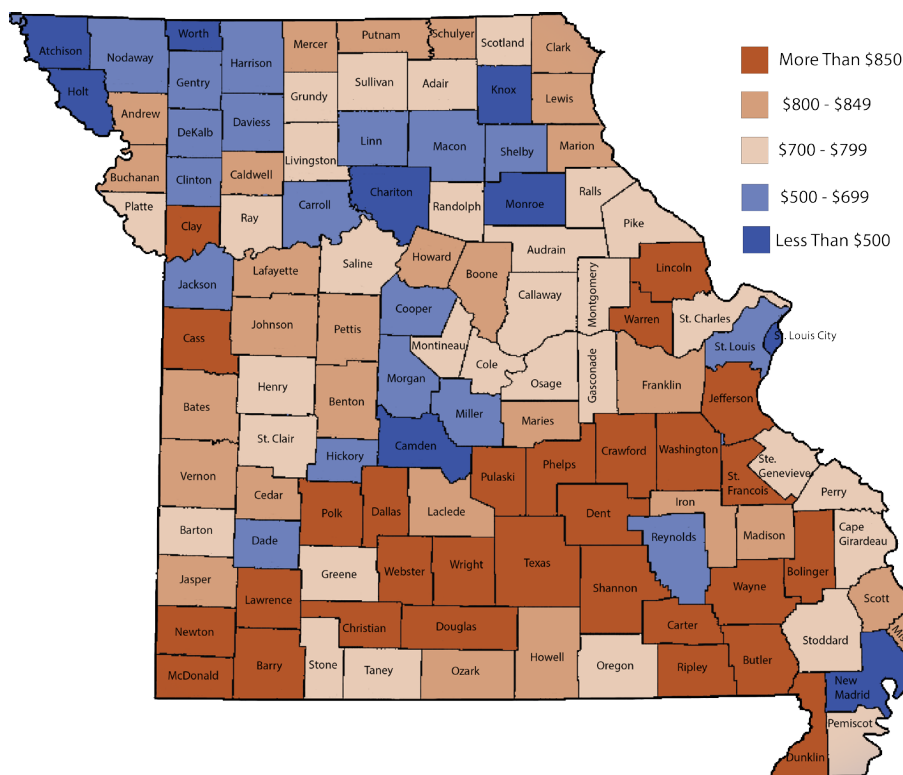 Atchison
Nodaway
Worth
Harrison
Mercer
Putnam
Schulyer
Scotland
Clark
Gentry
Holt
Andrew
DeKalb
Daviess
Grundy
Sullivan
Adair
Knox
Lewis
Linn
Macon
Shelby
Marion
Buchanan
Clinton
Caldwell
Livingston
Chariton
Platte
Clay
Ray
Carroll
Randolph
Monroe
Ralls
Pike
Audrain
Jackson
Lafayette
Saline
Howard
Boone
Callaway
Montgomery
Lincoln
Warren
St. Charles
St. Louis
St. Louis City
Cass
Johnson
Pettis
Cooper
Montineau
Cole
Osage
Gasconade
Franklin
Jefferson
Henry
Bates
Benton
Morgan
Miller
Maries
St. Clair
Hickory
Camden
Pulaski
Phelps
Crawford
Washington
St.
Francois
Ste.
Genevieve
Perry
Vernon
Cedar
Polk
Dallas
Laclede
Dent
Iron
Reynolds
Madison
Bolinger
Cape
Girardeau
Barton
Dade
Greene
Webster
Wright
Texas
Shannon
Wayne
Jasper
Lawrence
Christian
Douglas
Howell
Carter
Scott
Stoddard
Newton
McDonald
Barry
Stone
Taney
Ozark
Oregon
Ripley
Butler
New
Madrid
Pemiscot
Dunklin
More Than $850
$800 - $849
$700 - $799
$500 - $699
Less Than $500